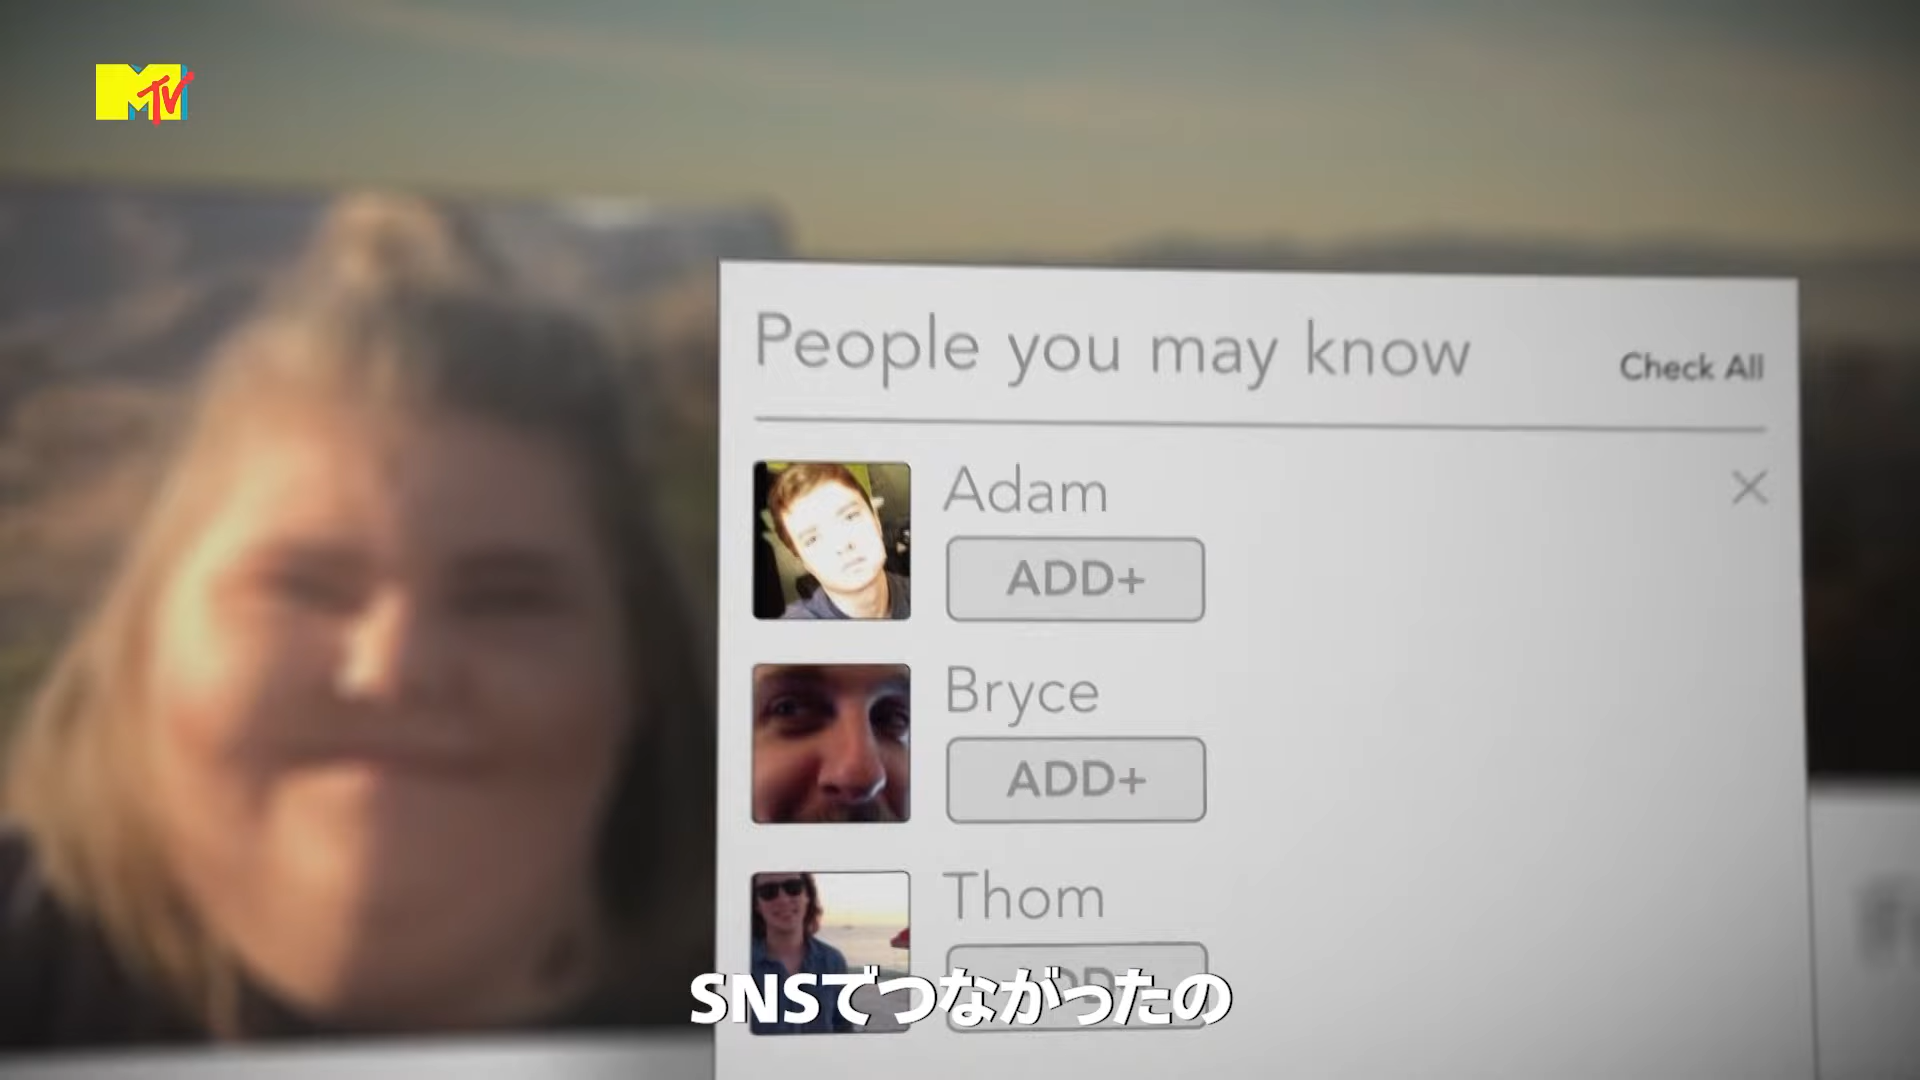 MTV
People you may know
Check All
Adam
ADD+
Bryce
ADD+
Thom
SNSでつながったの